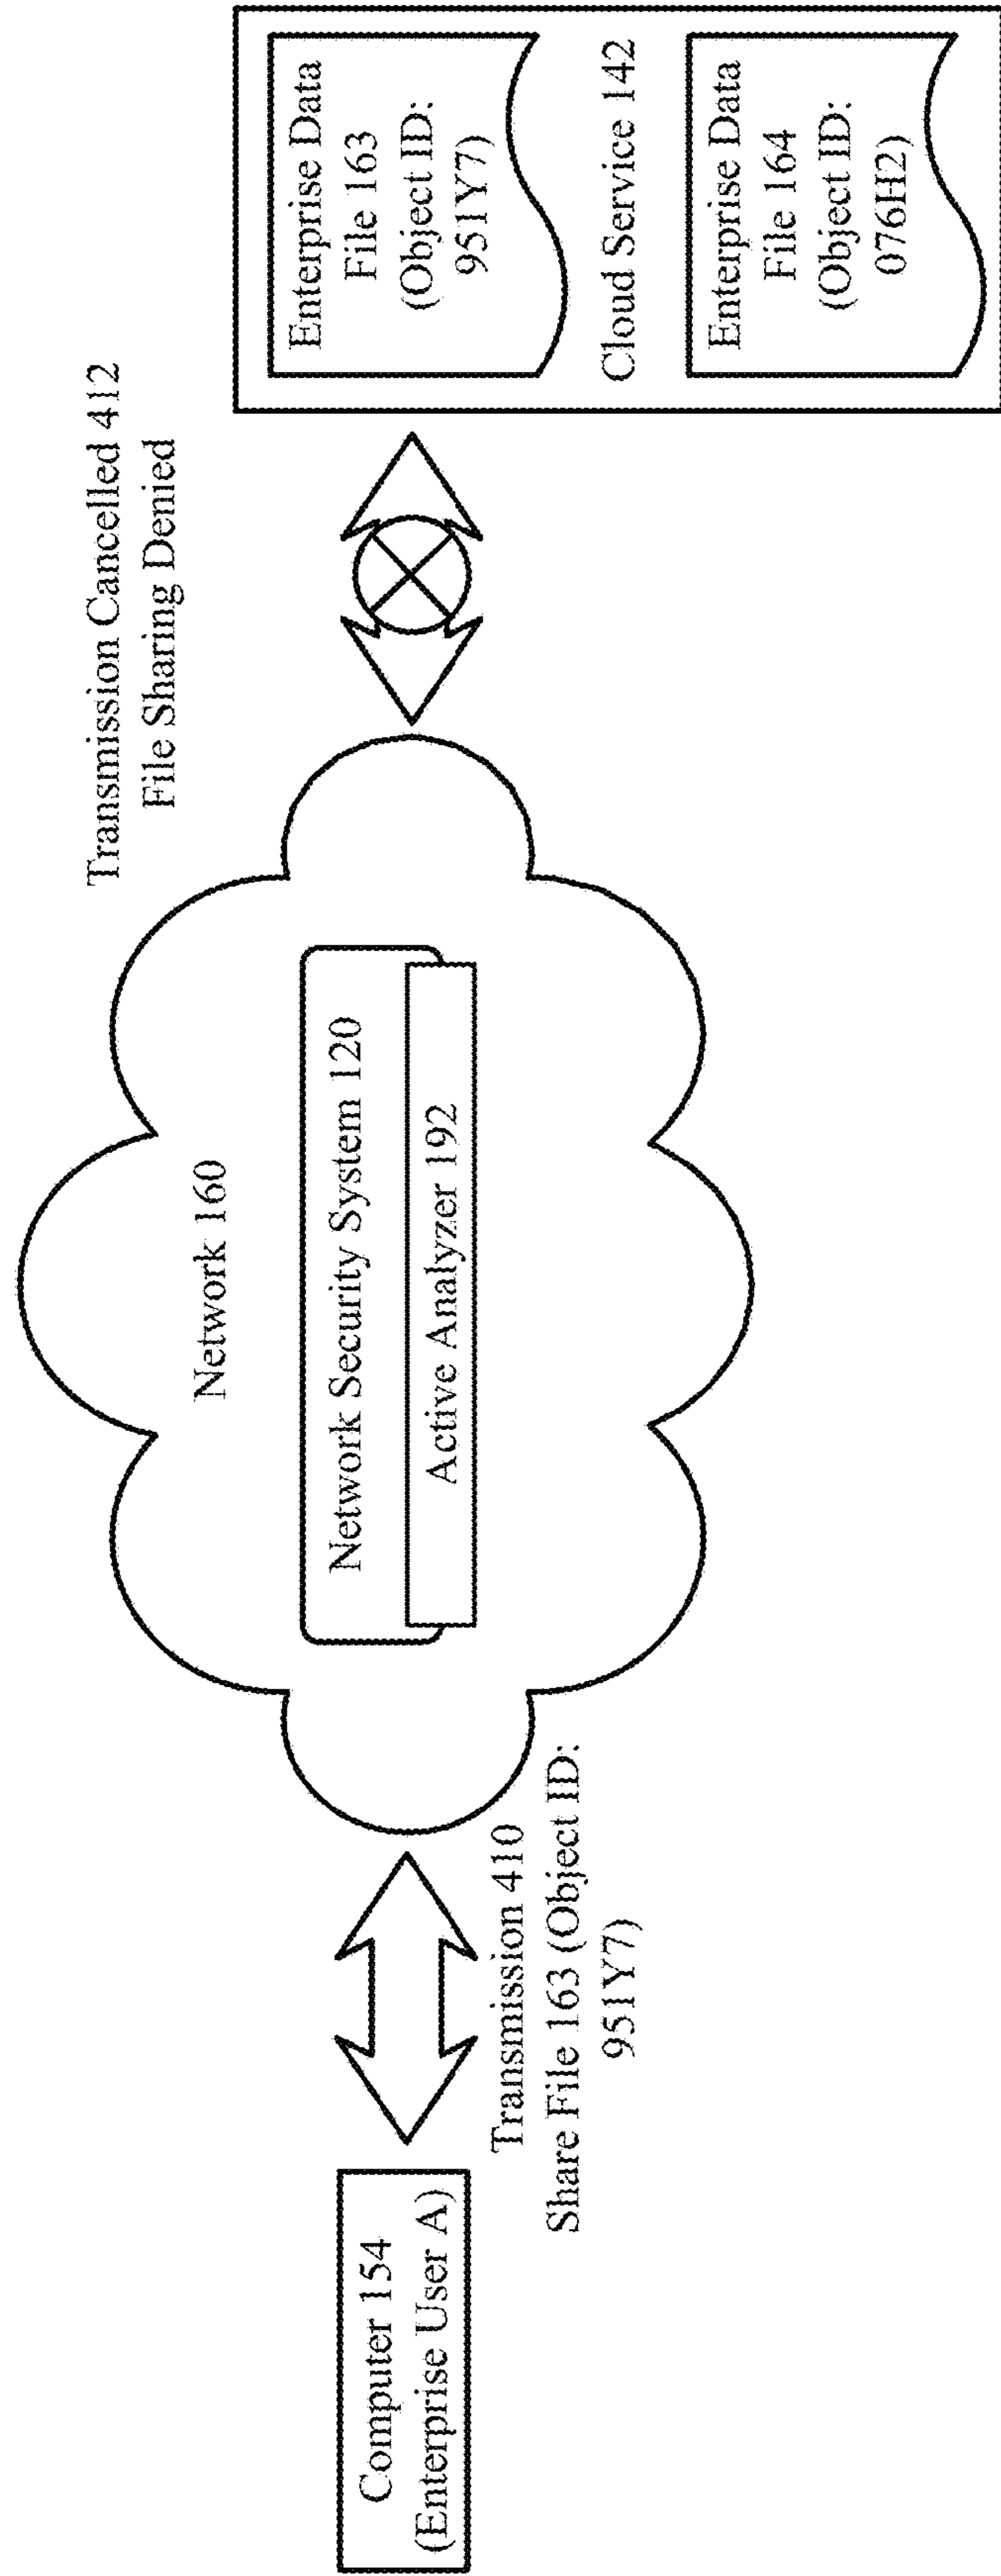 Computer 154
(Enterprise User A)
Transmission 410
Share File 163 (Object ID:
951Y7)
Network 160
Network Security System 120
Active Analyzer 192
Transmission Cancelled 412
File Sharing Denied
Enterprise Data
File 163
(Object ID:
951Y7)
Cloud Service 142
Enterprise Data
File 164
(Object ID:
076H2)